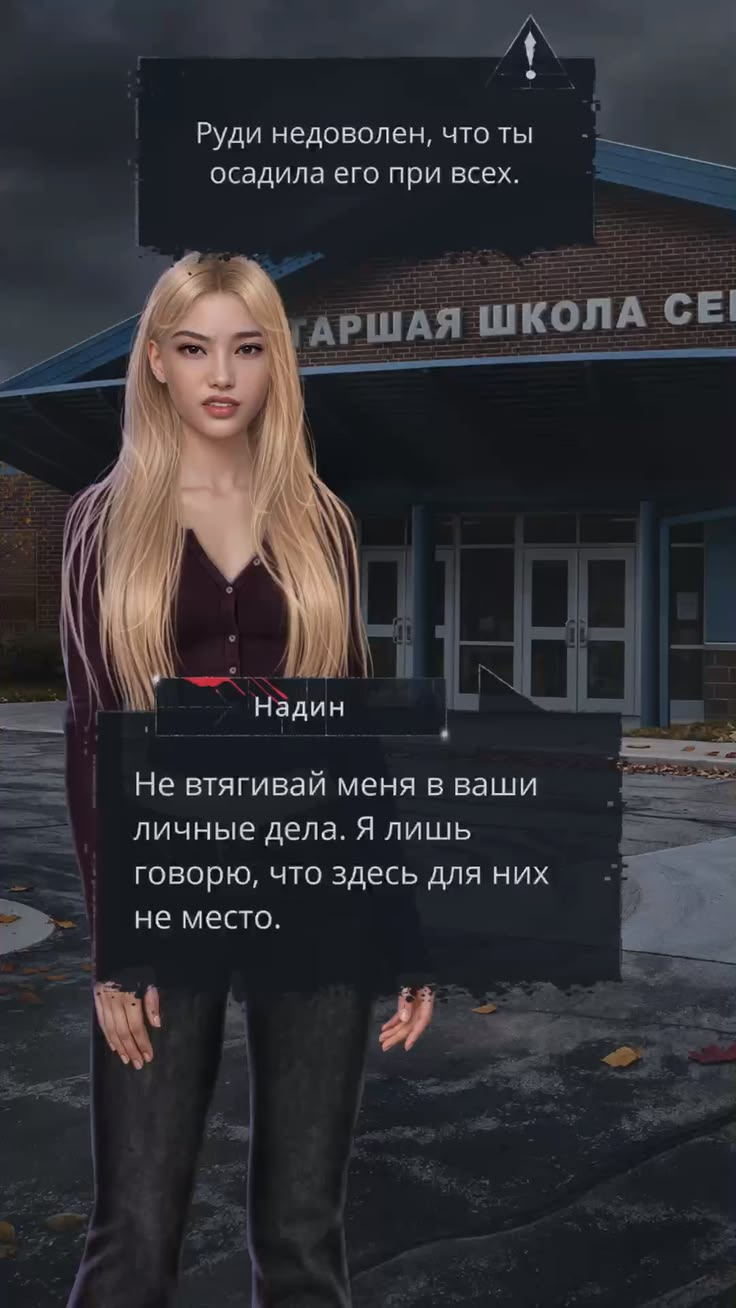 Руди недоволен, что ты
осадила его при всех.
ТАРШАЯ ШКОЛА СЕ
Надин
Не втягивай меня в ваши
личные дела. Я лишь
говорю, что здесь для них
не место.